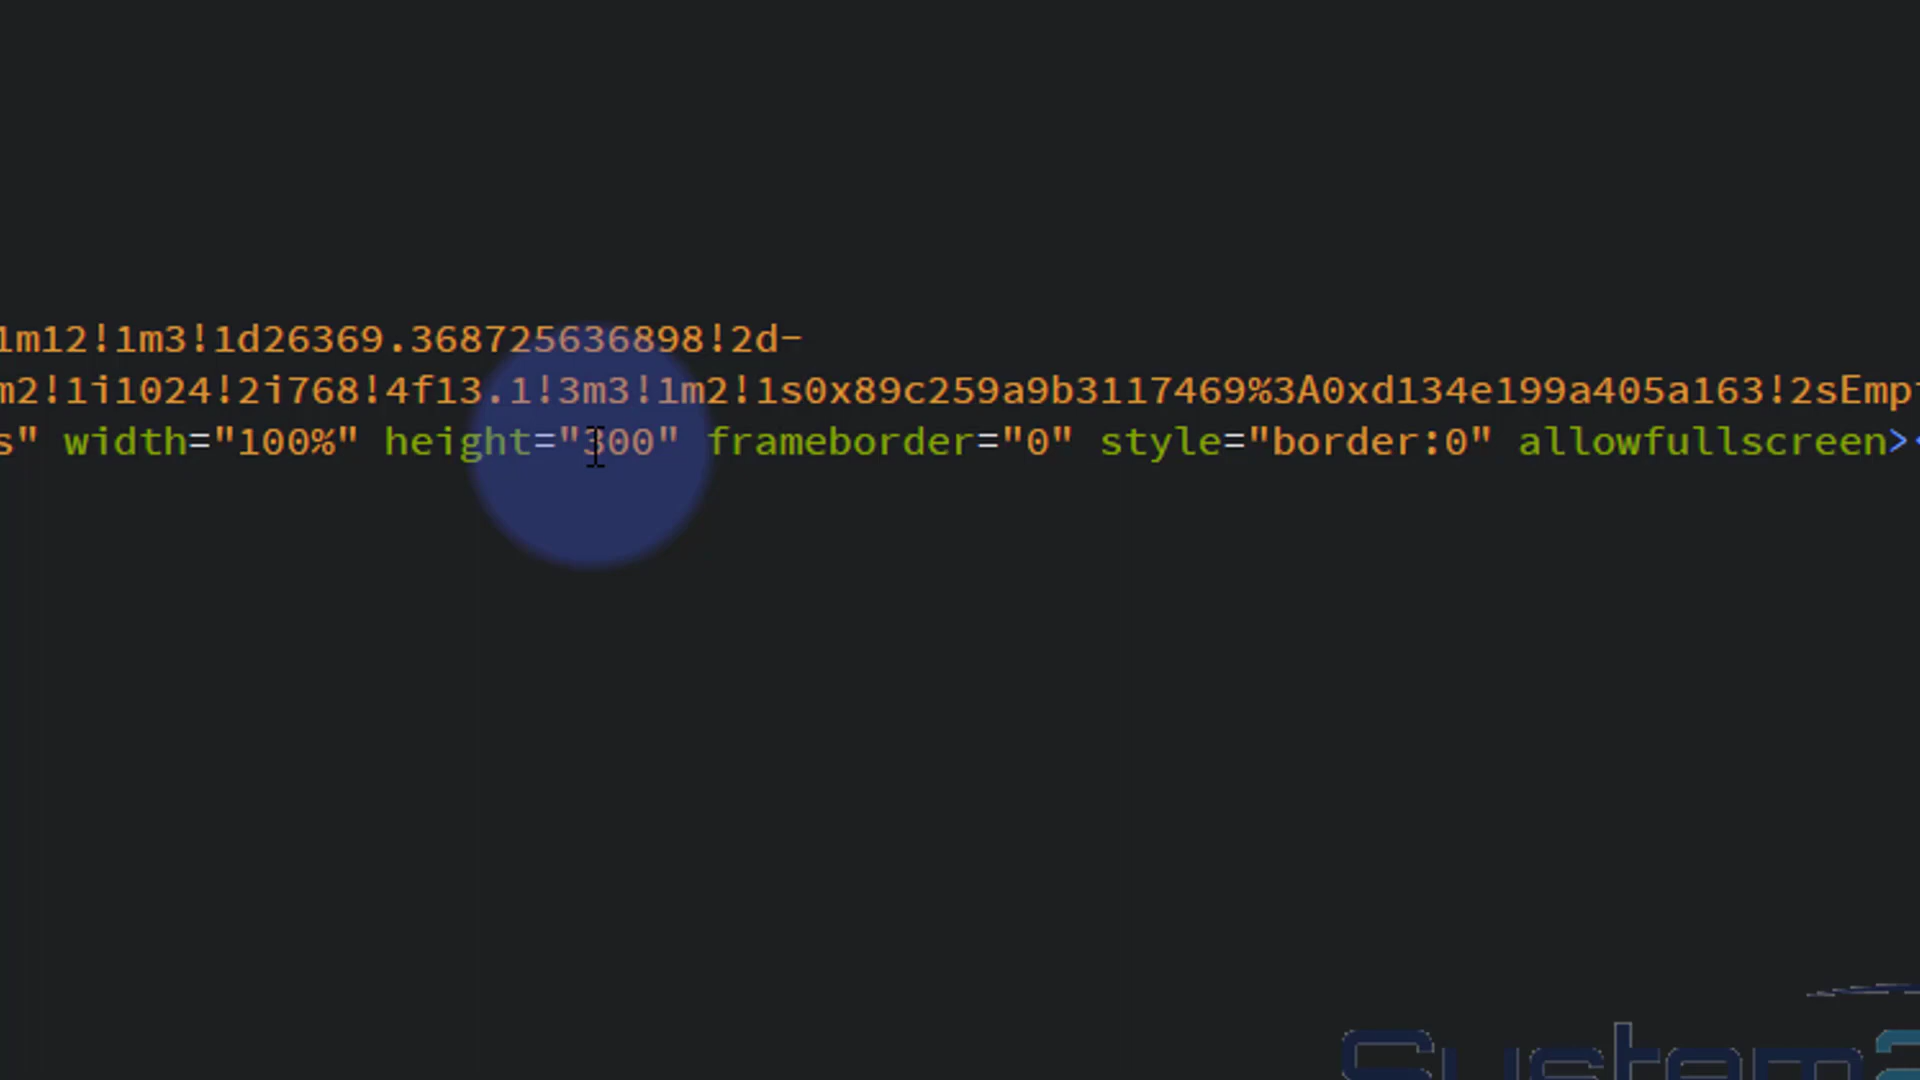 1m12!1m3!1d26369.368725636898!2d-
m2!1i1024!2i768!4f13.1!3m3!1m2!1s0x89c259a9b3117469%3A0xd134e199a405a163!2sEmp
s" width="100%" height="300" frameborder="0" style="border:0" allowfullscreen><
System2